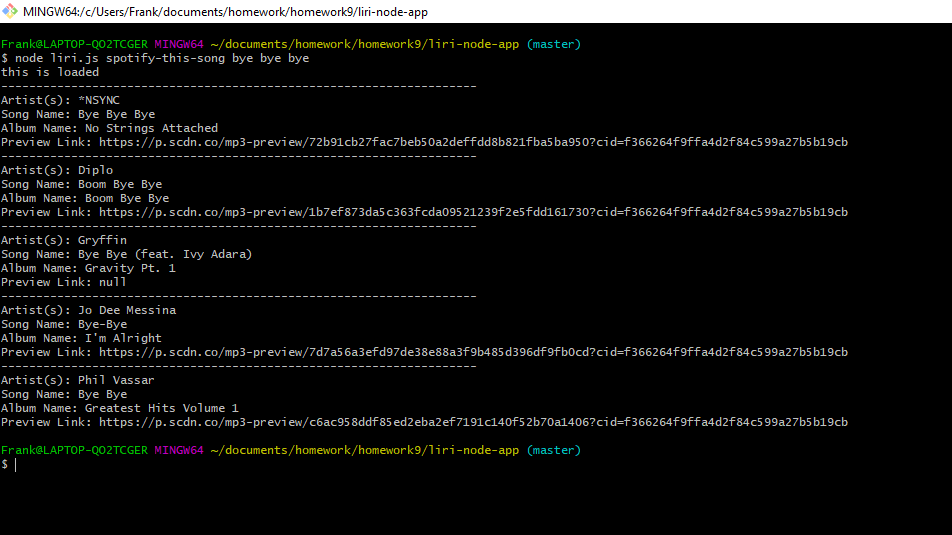 MINGW64:/c/Users/Frank/documents/homework/homework9/liri-node-app
Frank@LAPTOP-QO2TCGER MINGW64 ~/documents/homework/homework9/liri-node-app (master)
$ node liri.js spotify-this-song bye bye bye
this is loaded
--------------------------------------------------------------------
Artist(s): *NSYNC
Song Name: Bye Bye Bye
Album Name: No Strings Attached
Preview Link: https://p.scdn.co/mp3-preview/72b91cb27fac7beb50a2deffdd8b821fba5ba950?cid=f366264f9ffa4d2f84c599a27b5b19cb
--------------------------------------------------------------------
Artist(s): Diplo
Song Name: Boom Bye Bye
Album Name: Boom Bye Bye
Preview Link: https://p.scdn.co/mp3-preview/1b7ef873da5c363fcda09521239f2e5fdd161730?cid=f366264f9ffa4d2f84c599a27b5b19cb
--------------------------------------------------------------------
Artist(s): Gryffin
Song Name: Bye Bye (feat. Ivy Adara)
Album Name: Gravity Pt. 1
Preview Link: null
--------------------------------------------------------------------
Artist(s): Jo Dee Messina
Song Name: Bye-Bye
Album Name: I'm Alright
Preview Link: https://p.scdn.co/mp3-preview/7d7a56a3efd97de38e88a3f9b485d396df9fb0cd?cid=f366264f9ffa4d2f84c599a27b5b19cb
--------------------------------------------------------------------
Artist(s): Phil Vassar
Song Name: Bye Bye
Album Name: Greatest Hits Volume 1
Preview Link: https://p.scdn.co/mp3-preview/c6ac958ddf85ed2eba2ef7191c140f52b70a1406?cid=f366264f9ffa4d2f84c599a27b5b19cb
Frank@LAPTOP-QO2TCGER MINGW64 ~/documents/homework/homework9/liri-node-app (master)
$